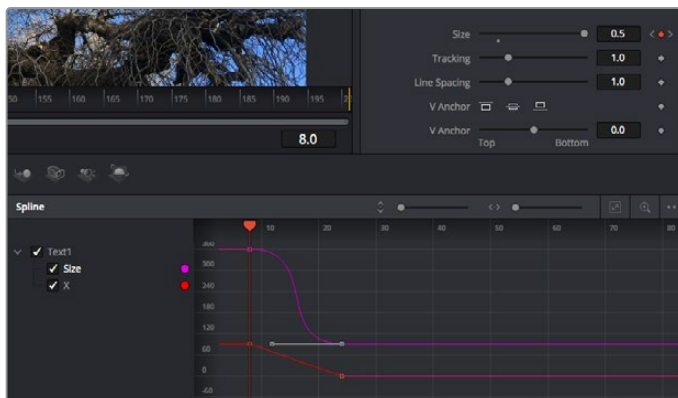 Size 0.5
Tracking 1.0
Line Spacing 1.0
V Anchor
V Anchor 0.0
Top Bottom
50 155 160 165 170 175 180 185 190 195
8.0
Spline
10 20 30 40 50 60 70 80
Text1
Size
X
300
240
180
120
60
0
-60